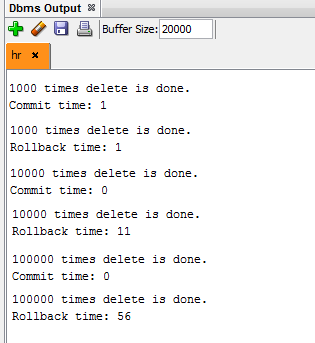 Dbms Output
Buffer Size: 20000
hr
1000 times delete is done.
Commit time: 1
1000 times delete is done.
Rollback time: 1
10000 times delete is done.
Commit time: 0
10000 times delete is done.
Rollback time: 11
100000 times delete is done.
Commit time: 0
100000 times delete is done.
Rollback time: 56